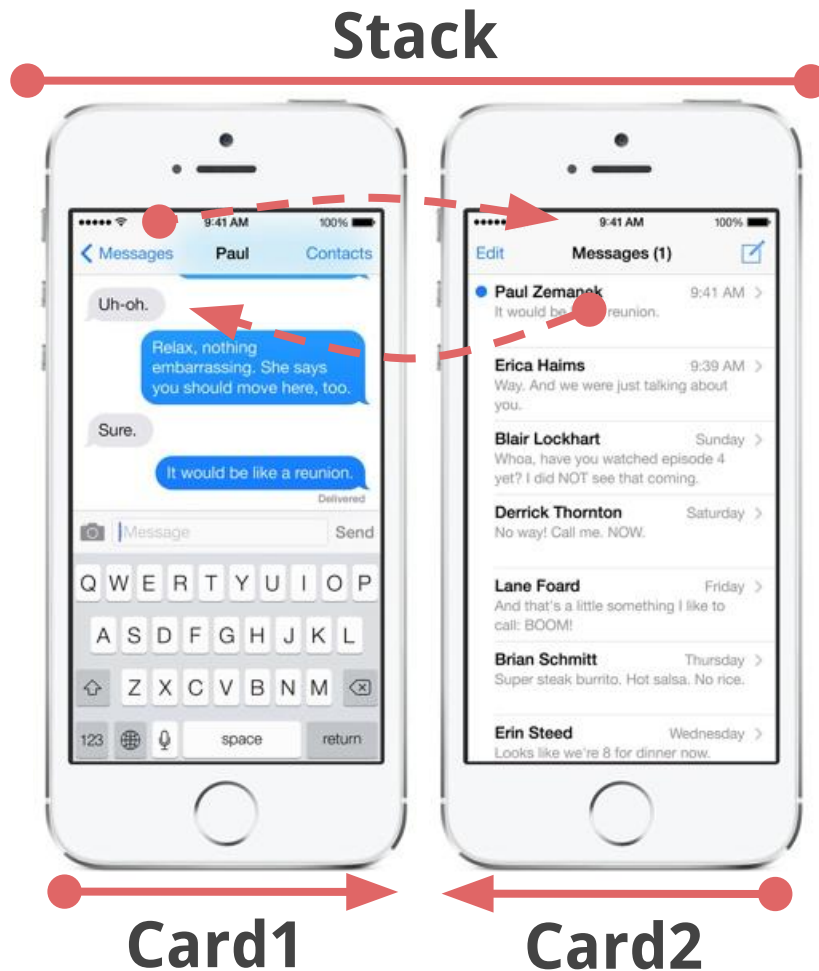 Stack
9:41 AM 100%
Messages Paul Contacts
Uh-oh.
Relax, nothing
embarrassing. She says
you should move here, too.
Sure.
It would be like a reunion.
Delivered
Message Send
Q W E R T Y U I O P
A S D F G H J K L
Z X C V B N M
123 space return
9:41 AM 100%
Edit Messages (1)
Paul Zemanek 9:41 AM
It would be reunion.
Erica Haims 9:39 AM
Way. And we were just talking about
you.
Blair Lockhart Sunday
Whoa, have you watched episode 4
yet? I did NOT see that coming.
Derrick Thornton Saturday
No way! Call me. NOW.
Lane Foard Friday
And that's a little something I like to
call: BOOM!
Brian Schmitt Thursday
Super steak burrito. Hot salsa. No rice.
Erin Steed Wednesday
Looks like we're 8 for dinner now.
Card1
Card2